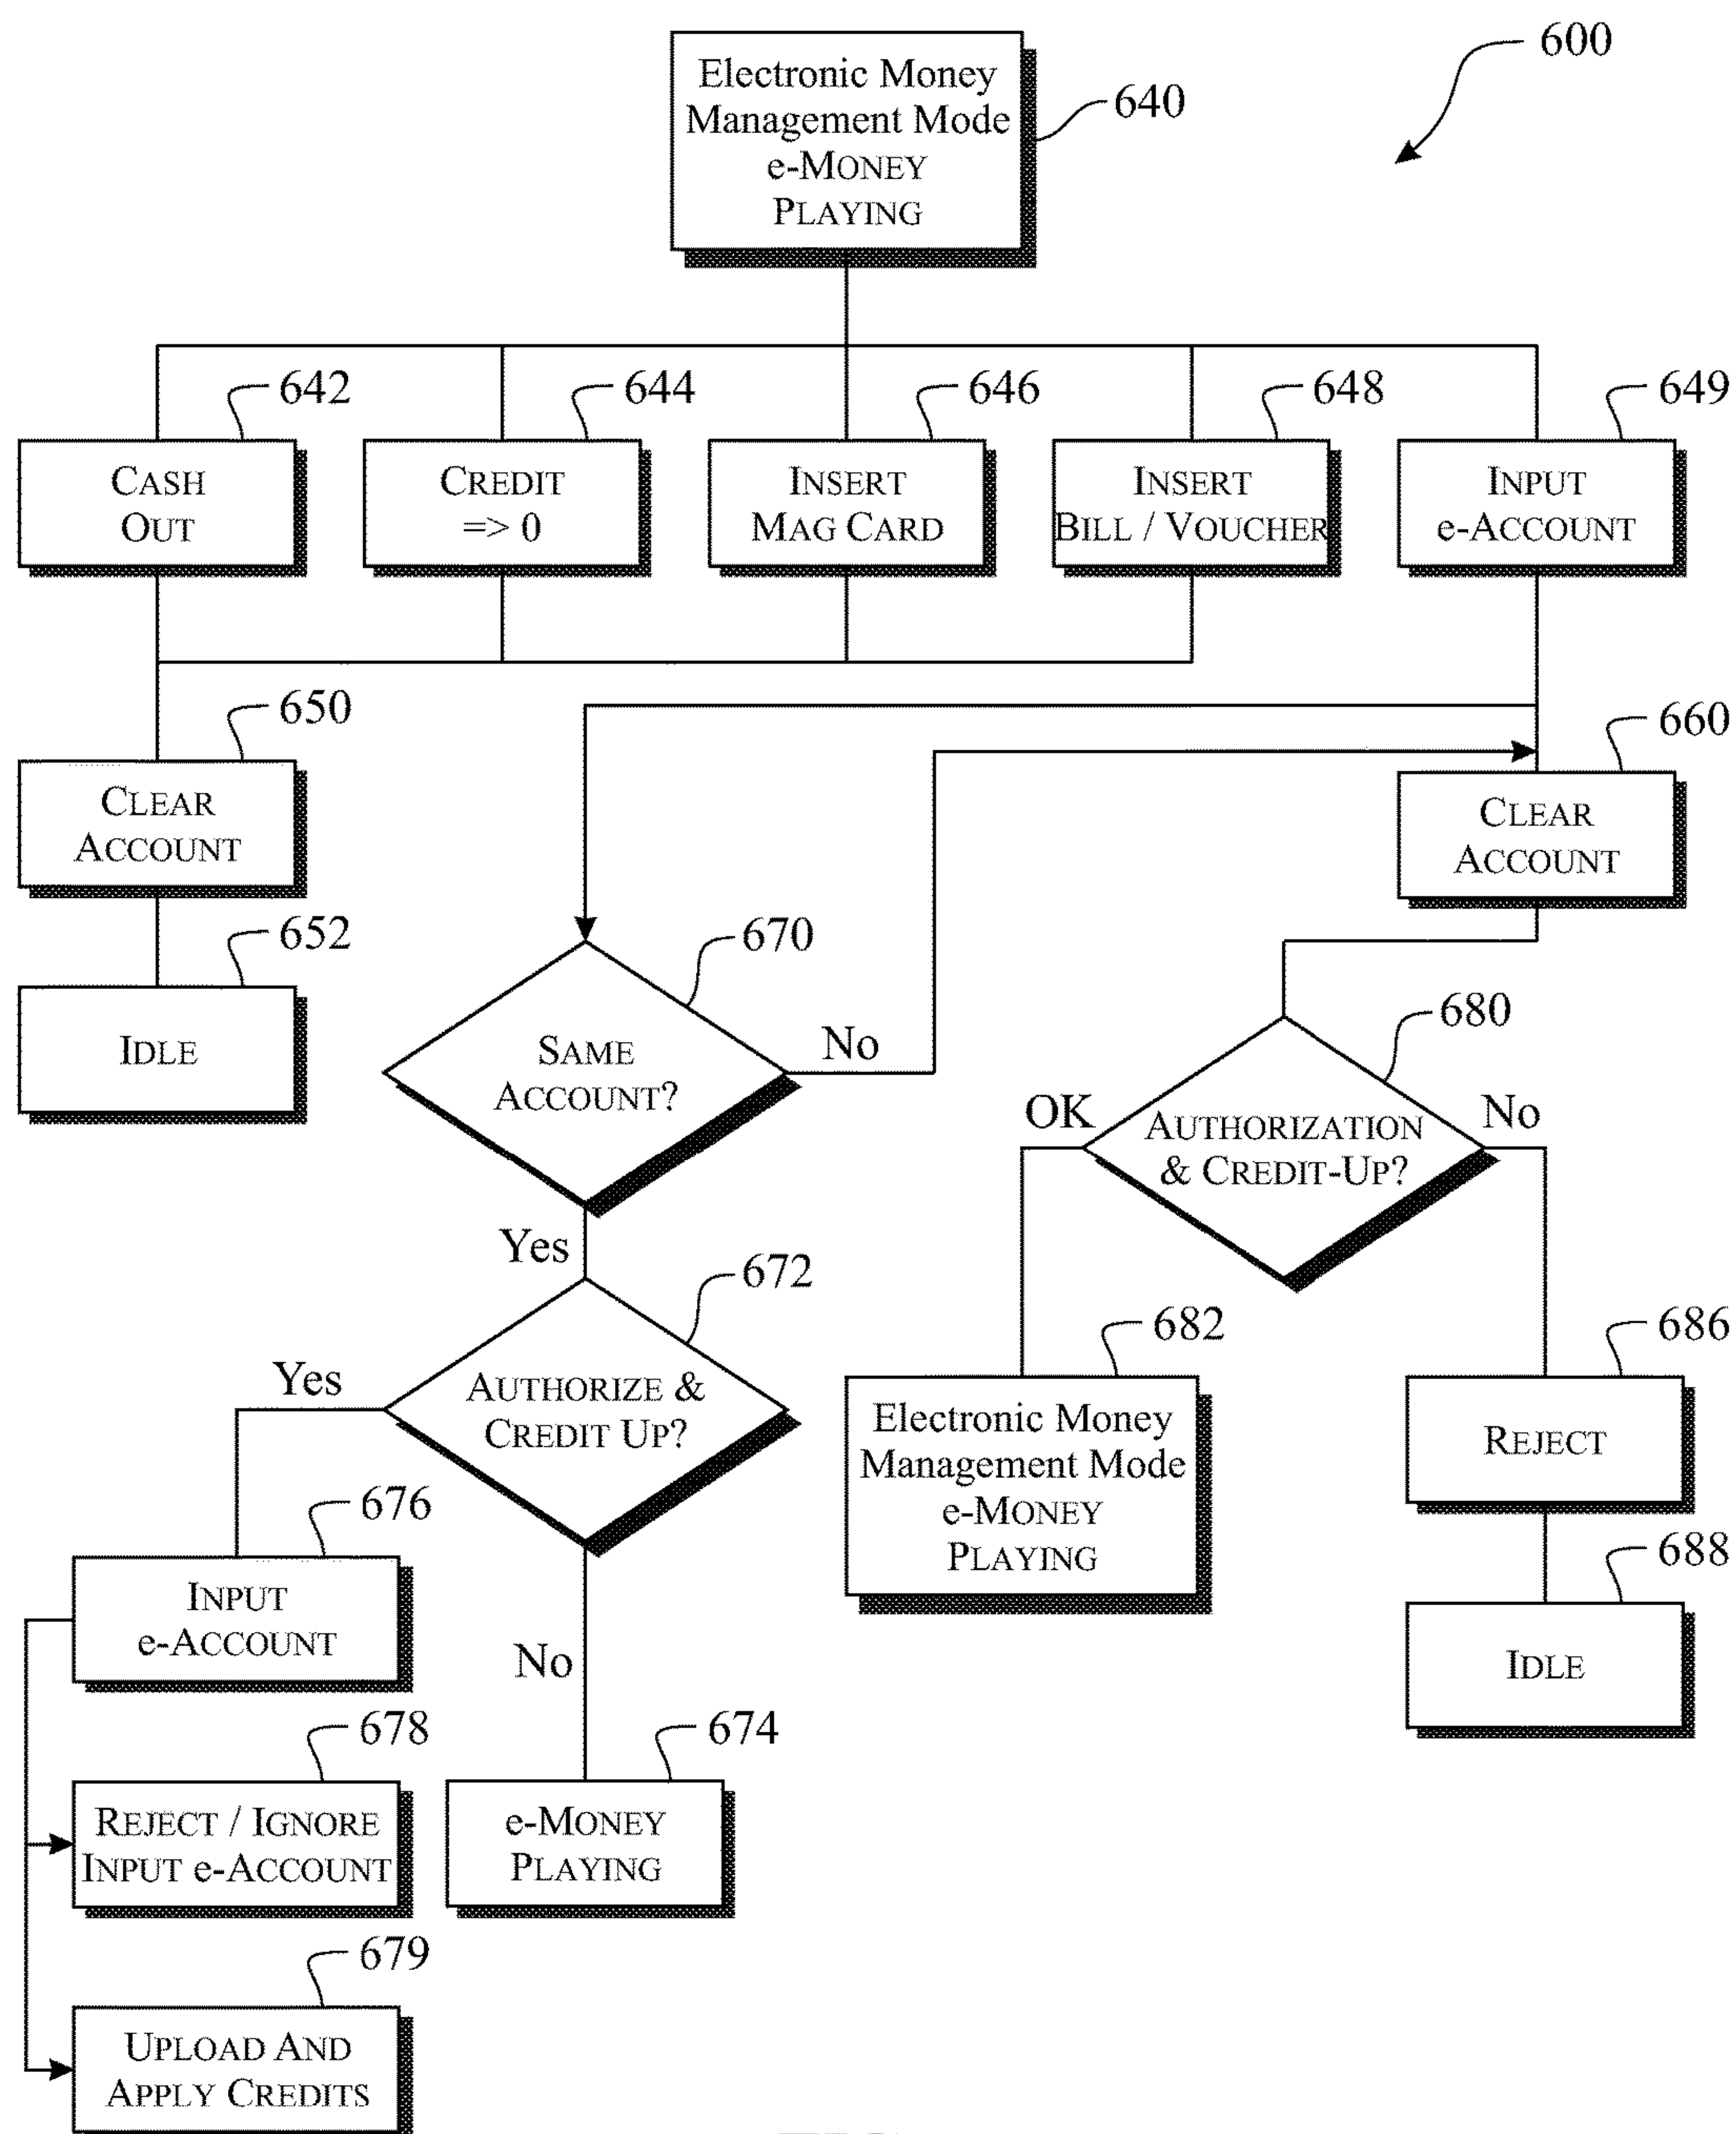 600
Electronic Money
Management Mode
e-MONEY
PLAYING
640
642
644
646
648
649
CASH
OUT
CREDIT
=> 0
INSERT
MAG CARD
INSERT
BILL / VOUCHER
INPUT
e-ACCOUNT
650
660
CLEAR
ACCOUNT
CLEAR
ACCOUNT
652
670
IDLE
SAME
ACCOUNT?
No
680
OK
AUTHORIZATION
& CREDIT-UP?
No
Yes
672
682
686
Yes
AUTHORIZE &
CREDIT UP?
Electronic Money
Management Mode
e-MONEY
PLAYING
REJECT
676
688
INPUT
e-ACCOUNT
No
IDLE
678
674
REJECT / IGNORE
INPUT e-ACCOUNT
e-MONEY
PLAYING
679
UPLOAD AND
APPLY CREDITS